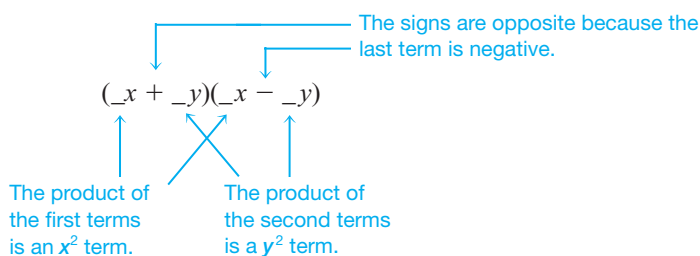 The signs are opposite because the
last term is negative.
(_x + _y)(_x − _y)
The product of
the first terms
is an x² term.
The product of
the second terms
is a y² term.